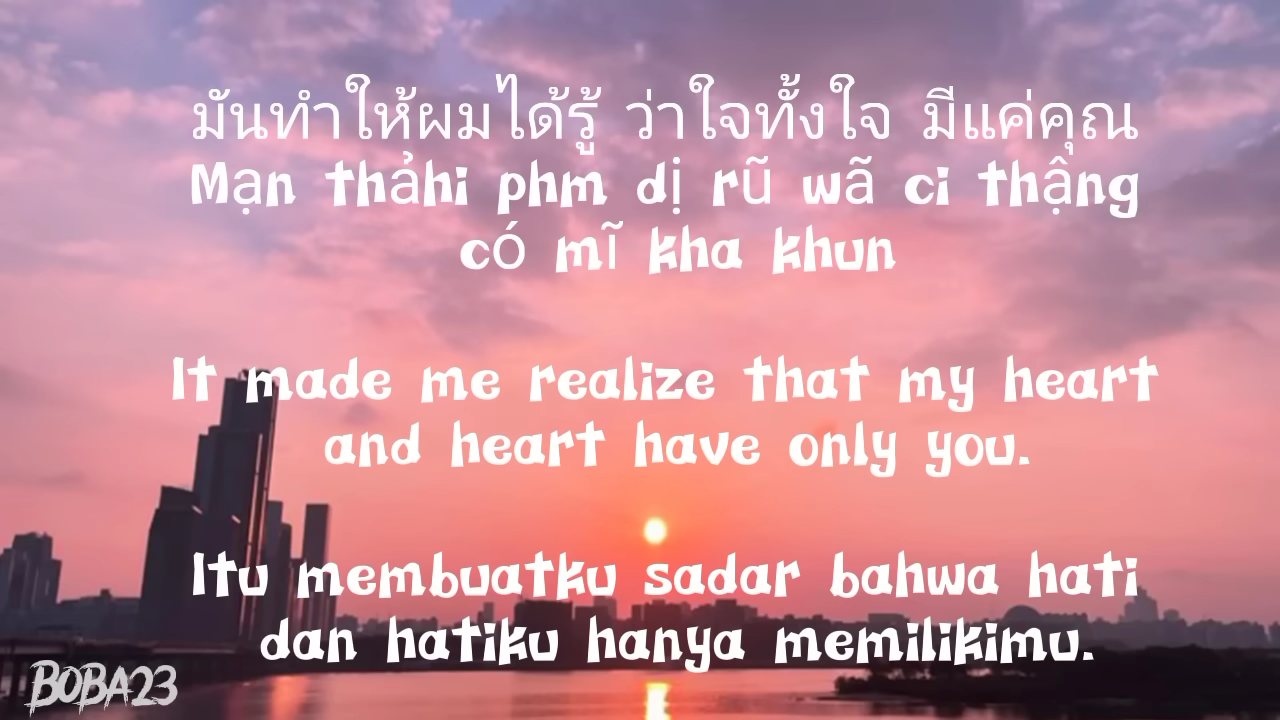 มันทำให้ผมได้รู้ ว่าใจทั้งใจ มีแค่คุณ
Mạn thảhi phm dị rũ wã ci thậng
có mĩ kha khun
It made me realize that my heart
and heart have only you.
Itu membuatku sadar bahwa hati
dan hatiku hanya memilikimu.
BOBA23